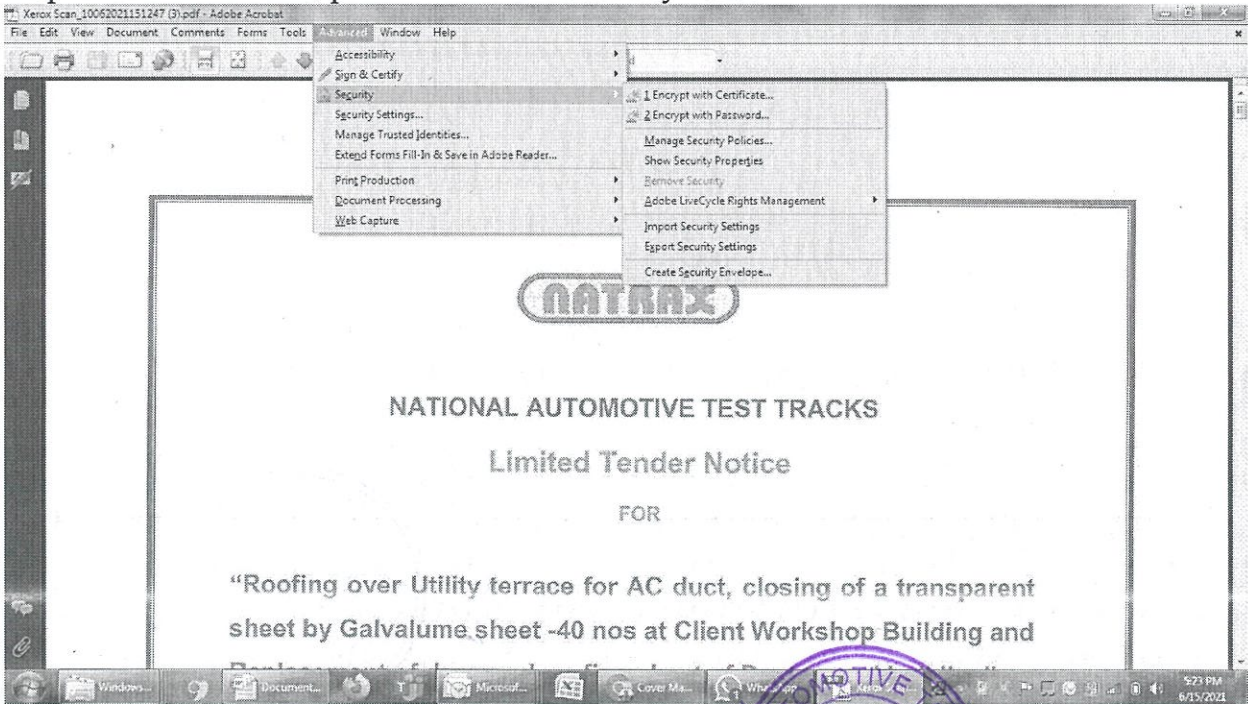 Xerox Scan_10062021151247 (3).pdf - Adobe Acrobat
File Edit View Document Comments Forms Tools Advanced Window Help
Accessibility
Sign & Certify
Security
Security Settings...
Manage Trusted Identities...
Extend Forms Fill-In & Save in Adobe Reader...
Print Production
Document Processing
Web Capture
1 Encrypt with Certificate...
2 Encrypt with Password...
Manage Security Policies...
Show Security Properties
Remove Security
Adobe LiveCycle Rights Management
Import Security Settings
Export Security Settings
Create Security Envelope...
NATRAX
NATIONAL AUTOMOTIVE TEST TRACKS
Limited Tender Notice
FOR
“Roofing over Utility terrace for AC duct, closing of a transparent
sheet by Galvalume sheet -40 nos at Client Workshop Building and
Windows... Document... Microsof... Cover Ma... WhatsApp Xerox
5:23 PM
6/15/2021
OMOTIVE